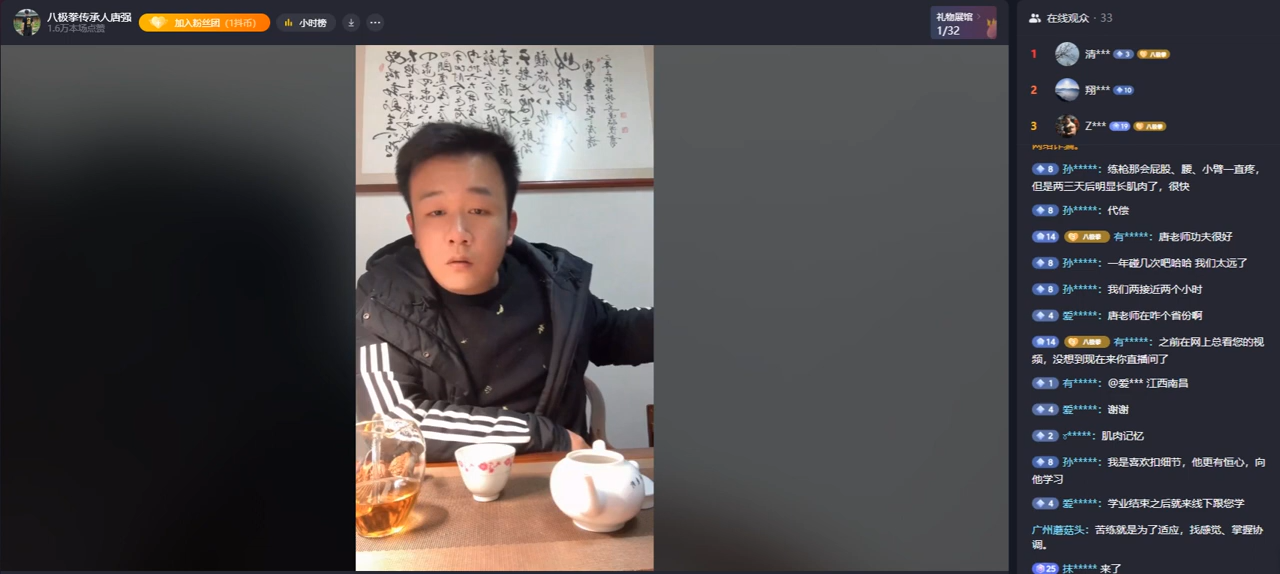 八极拳传承人唐强
1.6万本场点赞
加入粉丝团（1抖币）
小时榜
礼物展馆
1/32
在线观众 · 33
1 清*** 3 八极拳
2 翔*** 10
3 Z*** 19 八极拳
网络诈骗。
8 孙*****：练枪那会屁股、腰、小臂一直疼，
但是两三天后明显长肌肉了，很快
8 孙*****：代偿
14 八极拳 有*****：唐老师功夫很好
8 孙*****：一年碰几次吧哈哈 我们太远了
8 孙*****：我们两接近两个小时
4 爱*****：唐老师在咋个省份啊
14 八极拳 有*****：之前在网上总看您的视
频，没想到现在来你直播间了
1 有*****：@爱*** 江西南昌
4 爱*****：谢谢
2 *****：肌肉记忆
8 孙*****：我是喜欢扣细节，他更有恒心，向
他学习
4 爱*****：学业结束之后就来线下跟您学
广州蘑菇头：苦练就是为了适应，找感觉、掌握协
调。
25 抹***** 来了